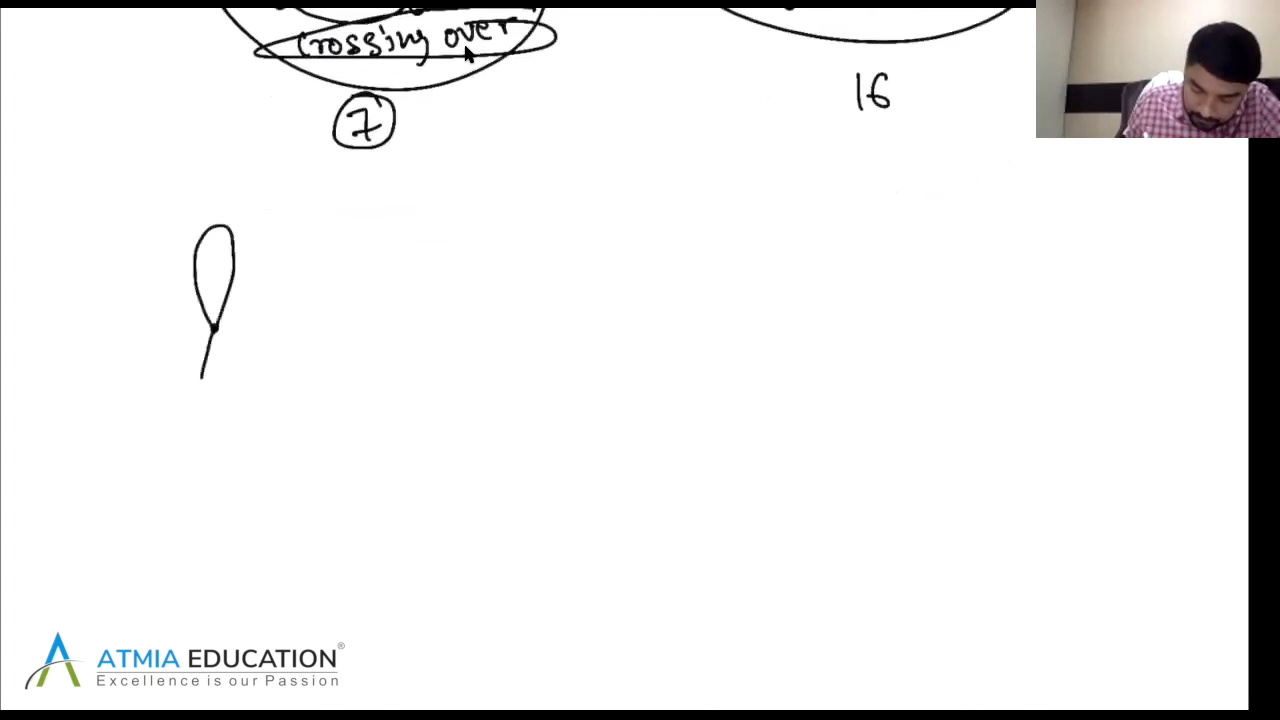 Crossing over
7
16
ATMIA EDUCATION®
Excellence is our Passion